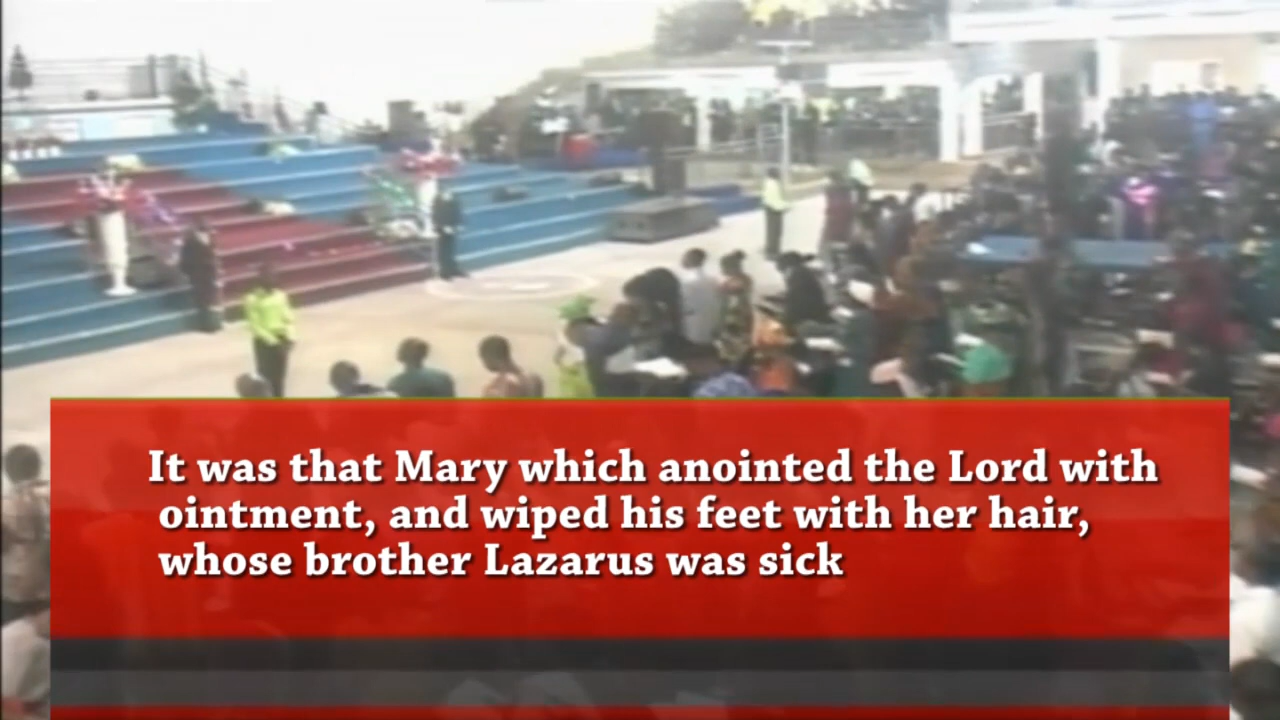 It was that Mary which anointed the Lord with
ointment, and wiped his feet with her hair,
whose brother Lazarus was sick